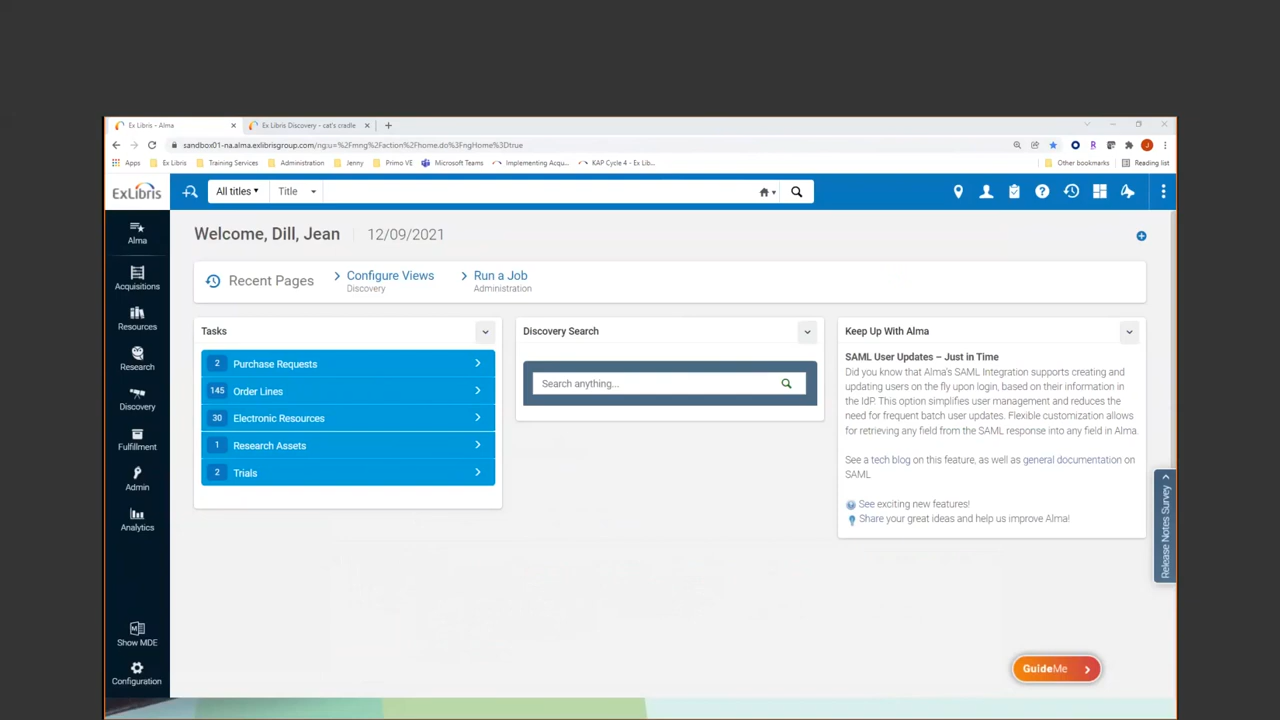 Ex Libris - Alma
Ex Libris Discovery - cat's cradle
sandbox01-na.alma.exlibrisgroup.com/ng:u=%2Fmng%2Faction%2Fhome.do%3FngHome%3Dtrue
Apps Ex Libris Training Services Administration Jenny Primo VE Microsoft Teams Implementing Acqu... KAP Cycle 4 - Ex Lib... Other bookmarks Reading list
ExLibris
All titles Title
Alma
Acquisitions
Resources
Research
Discovery
Fulfillment
Admin
Analytics
Show MDE
Configuration
Welcome, Dill, Jean 12/09/2021
Recent Pages
Configure Views
Discovery
Run a Job
Administration
Tasks
2 Purchase Requests
145 Order Lines
30 Electronic Resources
1 Research Assets
2 Trials
Discovery Search
Search anything...
Keep Up With Alma
SAML User Updates – Just in Time
Did you know that Alma's SAML Integration supports creating and
updating users on the fly upon login, based on their information in
the IdP. This option simplifies user management and reduces the
need for frequent batch user updates. Flexible customization allows
for retrieving any field from the SAML response into any field in Alma.
See a tech blog on this feature, as well as general documentation on
SAML
See exciting new features!
Share your great ideas and help us improve Alma!
Release Notes Survey
GuideMe